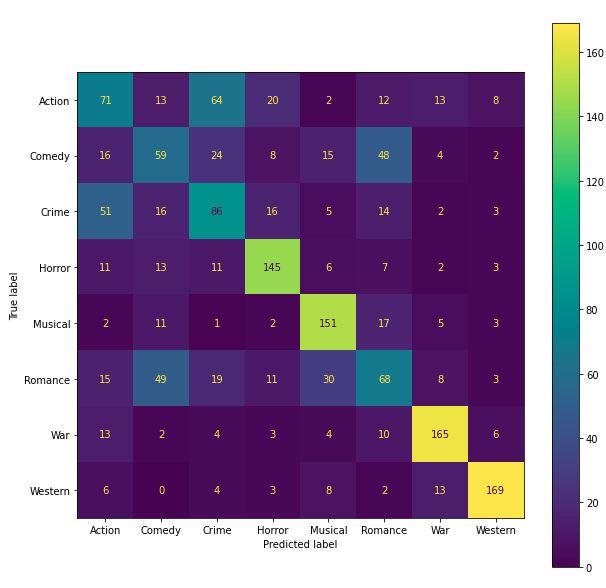 160
Action 71 13 64 20 2 12 13 8
140
Comedy 16 59 24 8 15 48 4 2
120
Crime 51 16 86 16 5 14 2 3
100
Horror 11 13 11 145 6 7 2 3
True label
80
Musical 2 11 1 2 151 17 5 3
60
Romance 15 49 19 11 30 68 8 3
40
War 13 2 4 3 4 10 165 6
20
Western 6 0 4 3 8 2 13 169
Action Comedy Crime Horror Musical Romance War Western
Predicted label
0